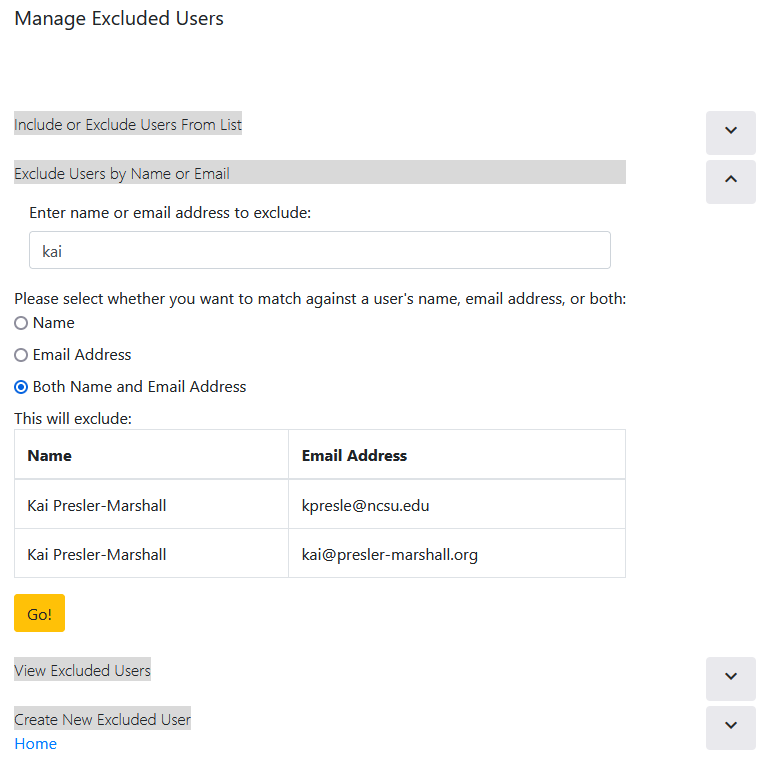 Manage Excluded Users
Include or Exclude Users From List
Exclude Users by Name or Email
Enter name or email address to exclude:
kai
Please select whether you want to match against a user's name, email address, or both:
Name
Email Address
Both Name and Email Address
This will exclude:
Name Email Address
Kai Presler-Marshall kpresle@ncsu.edu
Kai Presler-Marshall kai@presler-marshall.org
Go!
View Excluded Users
Create New Excluded User
Home